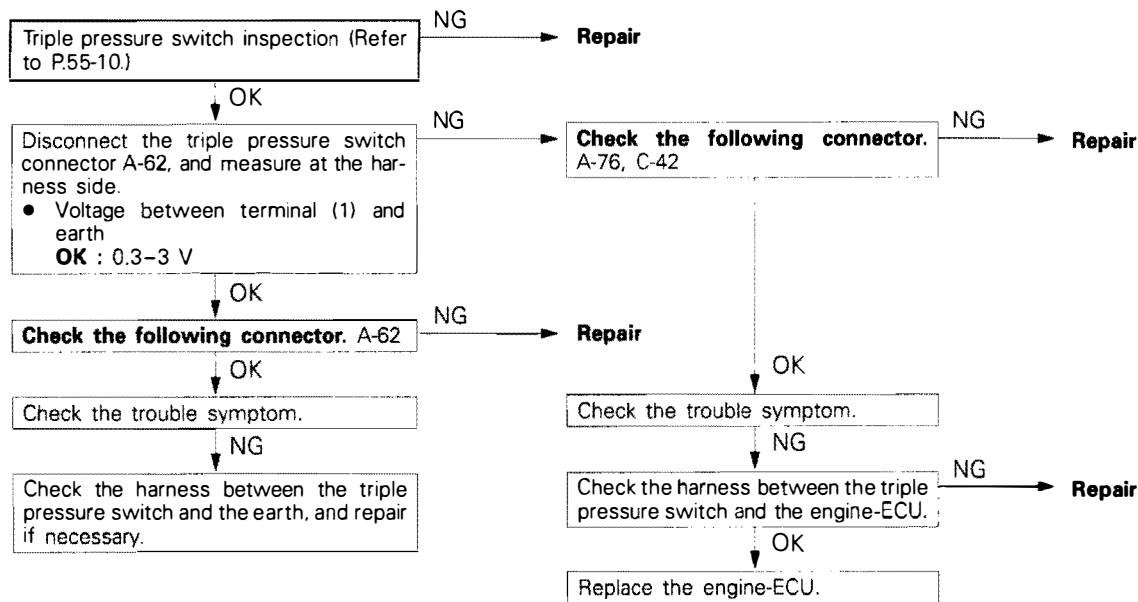 Triple pressure switch inspection (Refer
to P.55-10.)
NG
Repair
OK
Disconnect the triple pressure switch
connector A-62, and measure at the har-
ness side.
● Voltage between terminal (1) and
earth
OK : 0.3–3 V
NG
Check the following connector.
A-76, C-42
NG
Repair
OK
Check the following connector. A-62
NG
Repair
OK
Check the trouble symptom.
NG
Check the harness between the triple
pressure switch and the earth, and repair
if necessary.
OK
Check the trouble symptom.
NG
Check the harness between the triple
pressure switch and the engine-ECU.
NG
Repair
OK
Replace the engine-ECU.